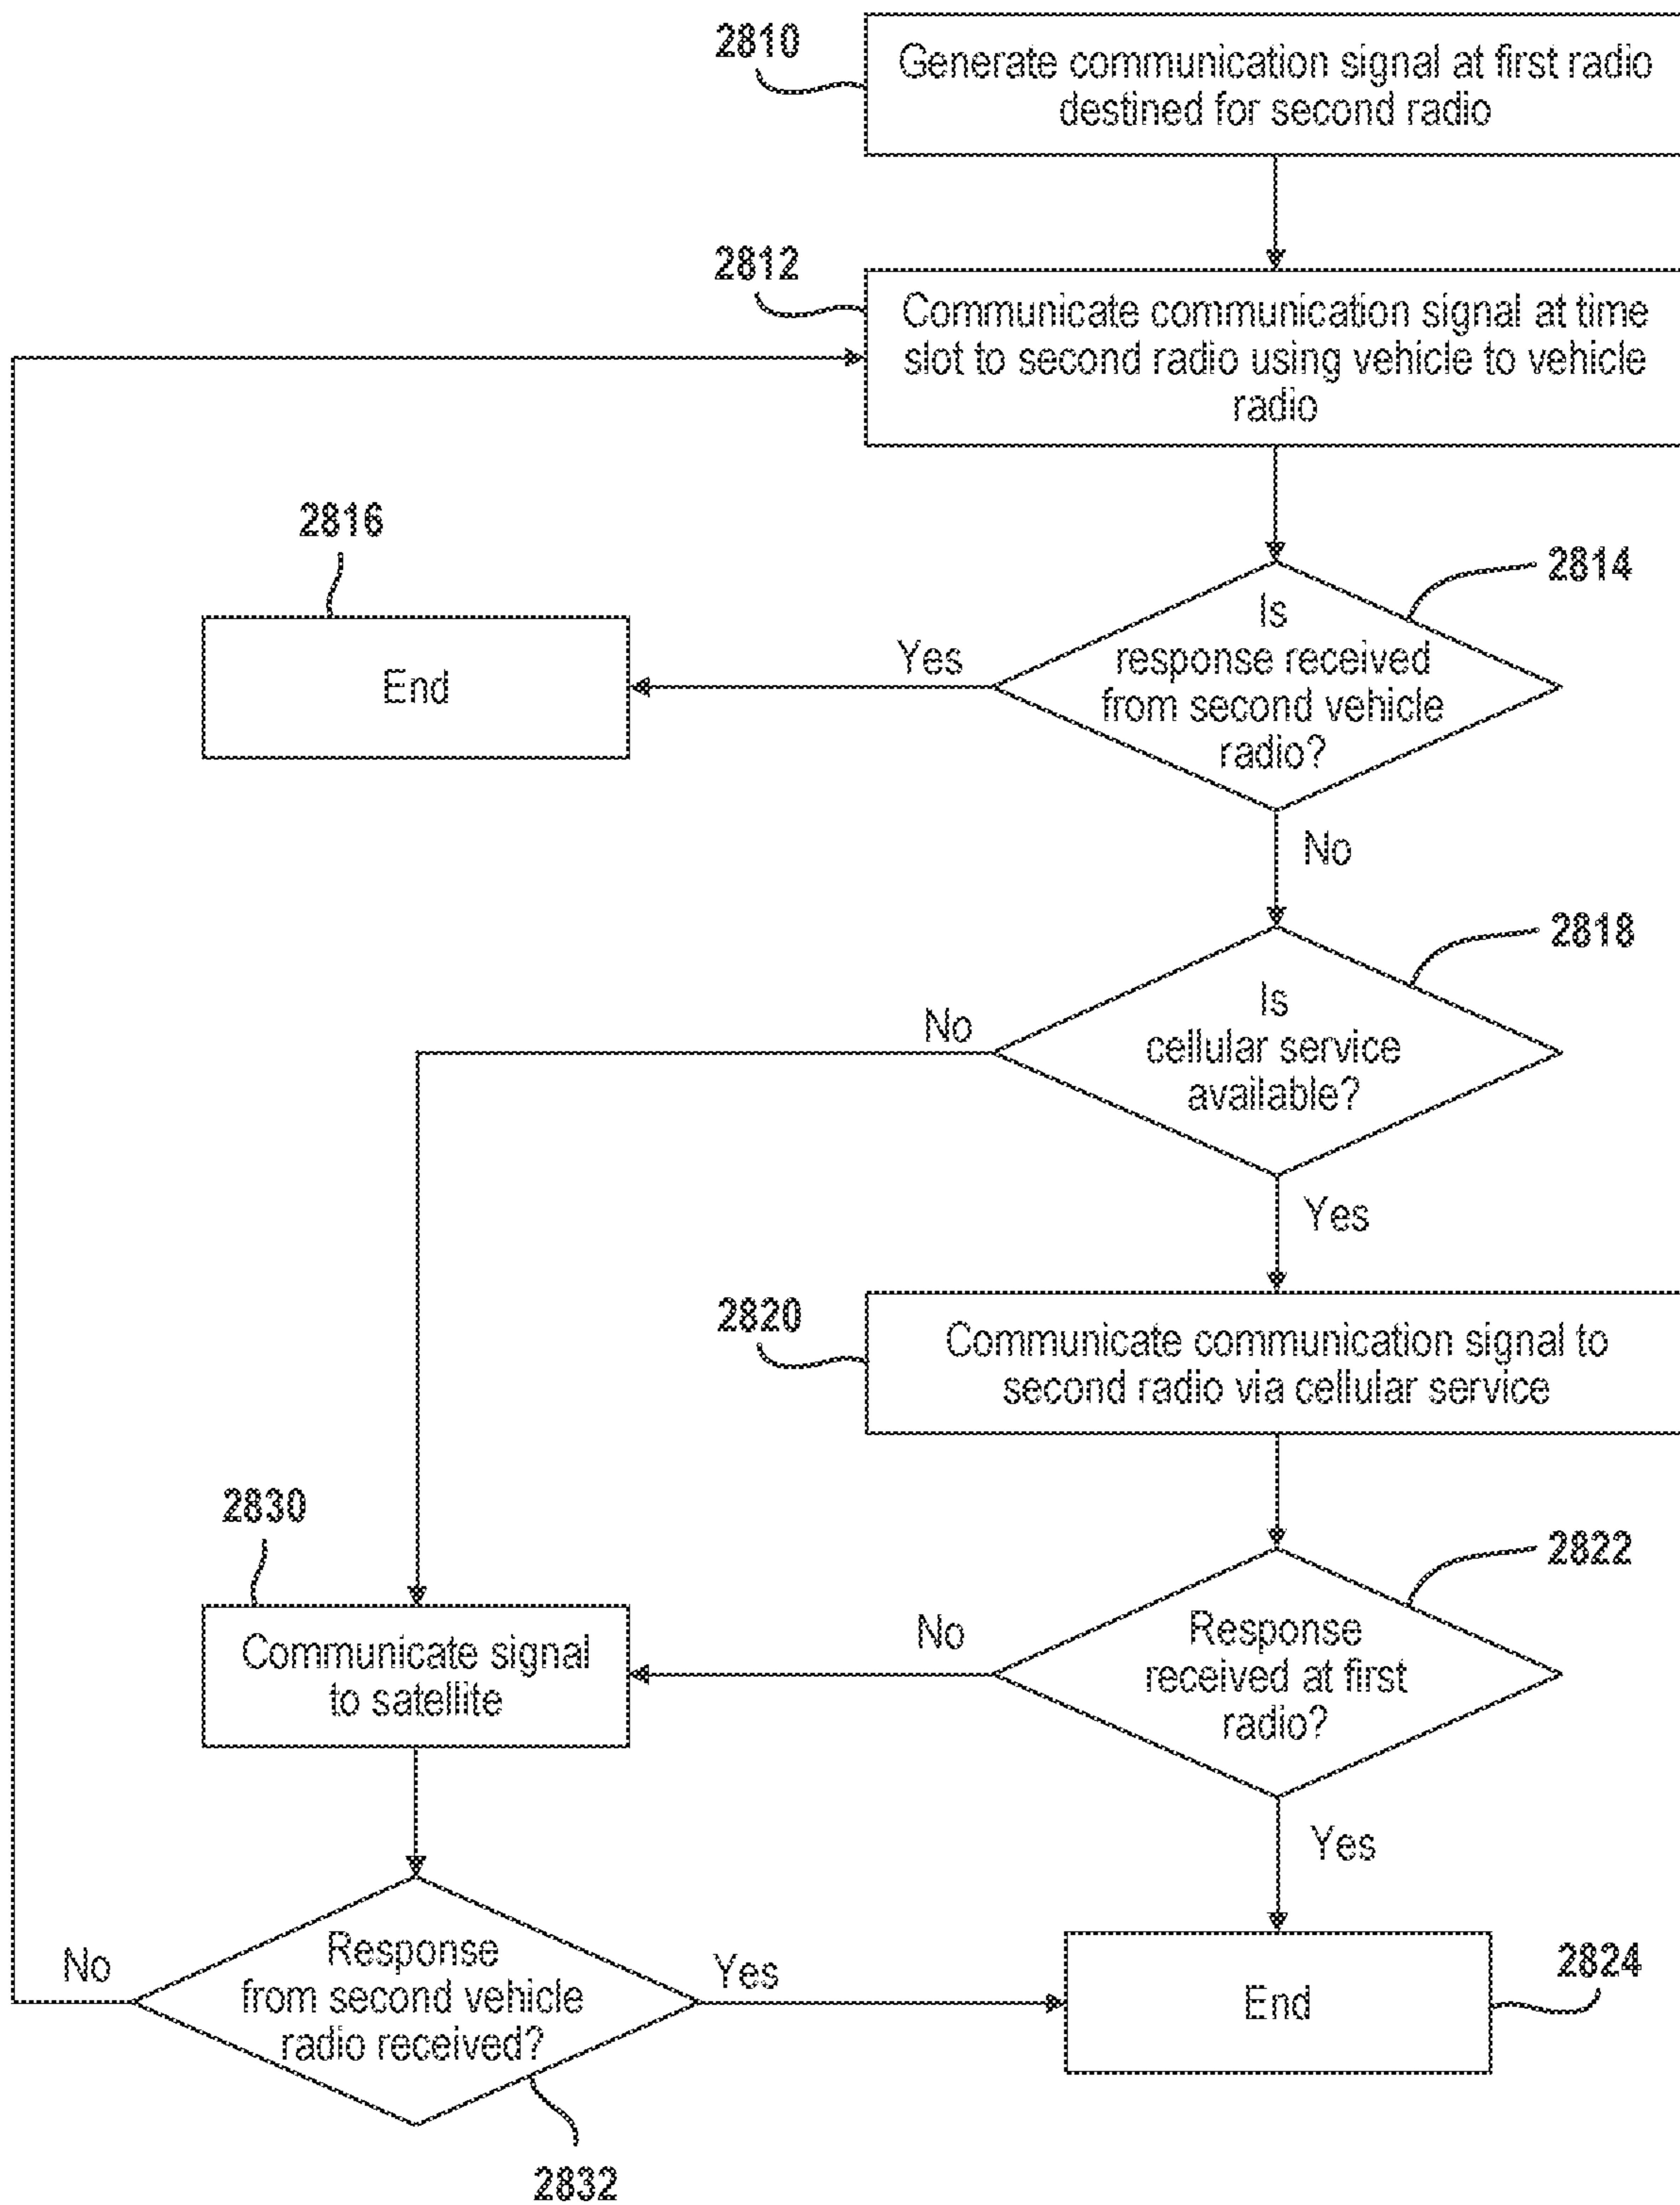 2810
Generate communication signal at first radio
destined for second radio
2812
Communicate communication signal at time
slot to second radio using vehicle to vehicle
radio
2816
End
2814
Is
response received
from second vehicle
radio?
Yes
No
2818
Is
cellular service
available?
No
Yes
2820
Communicate communication signal to
second radio via cellular service
2830
Communicate signal
to satellite
2822
Response
received at first
radio?
No
Yes
No
Response
from second vehicle
radio received?
Yes
End
2824
2832